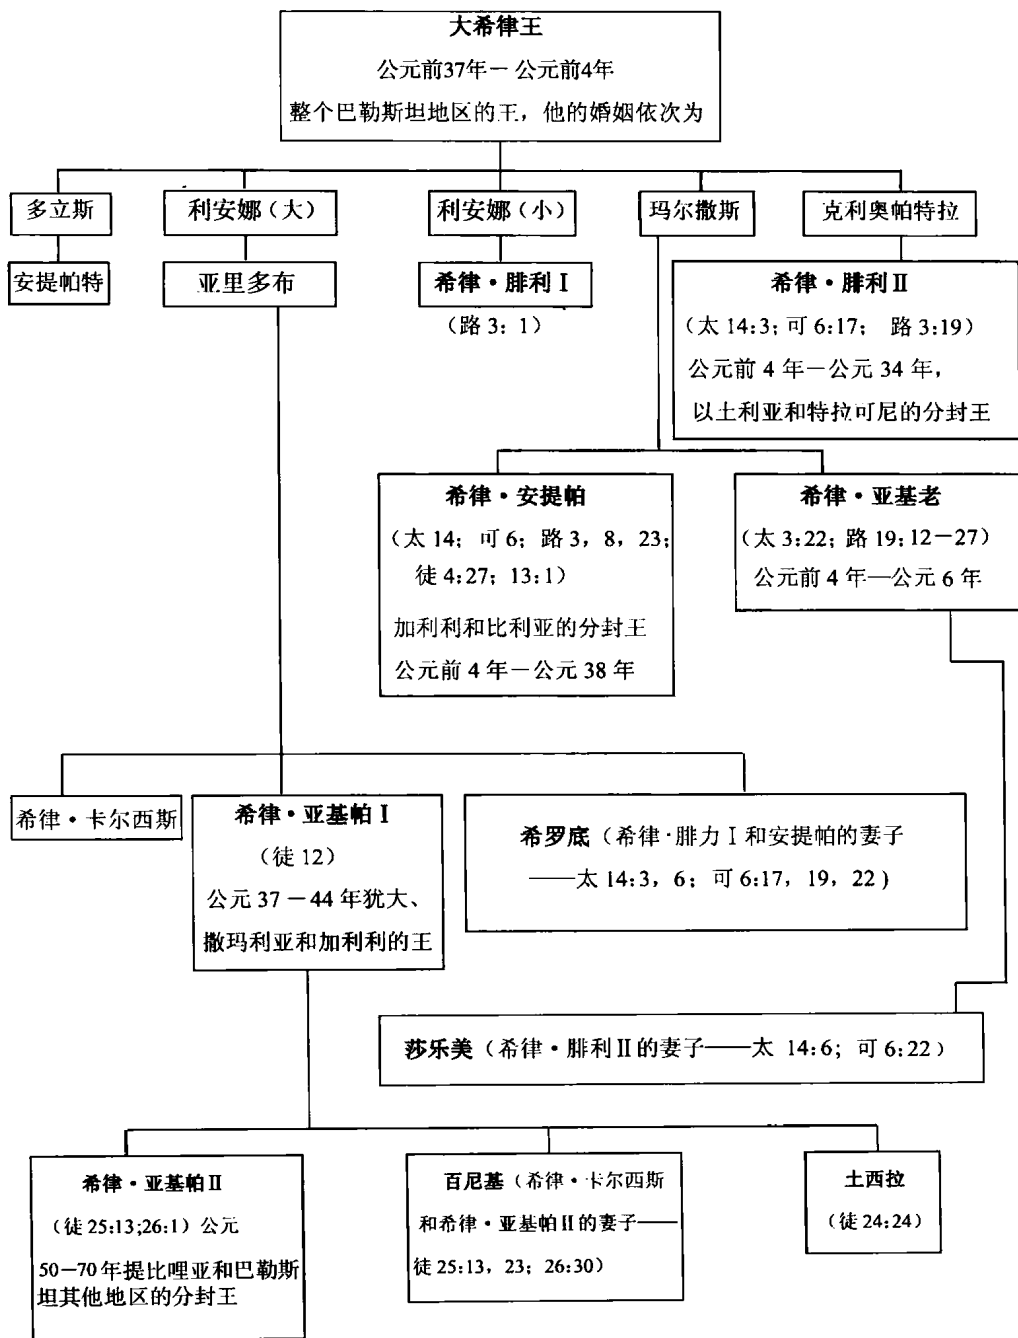 大希律王
公元前37年－公元前4年
整个巴勒斯坦地区的王，他的婚姻依次为
多立斯
利安娜（大）
利安娜（小）
玛尔撒斯
克利奥帕特拉
安提帕特
亚里多布
希律·腓利Ⅰ
（路 3：1）
希律·腓利Ⅱ
（太 14:3；可 6:17； 路 3:19）
公元前 4 年－公元 34 年，
以土利亚和特拉可尼的分封王
希律·安提帕
（太 14； 可 6；路 3，8，23；
徒 4:27；13:1）
加利利和比利亚的分封王
公元前 4 年－公元 38 年
希律·亚基老
（太 3:22；路 19：12－27）
公元前 4 年—公元 6 年
希律·卡尔西斯
希律·亚基帕Ⅰ
（徒 12）
公元 37－44 年犹大、
撒玛利亚和加利利的王
希罗底（希律·腓力Ⅰ和安提帕的妻子
——太 14:3，6；可 6:17，19，22）
莎乐美（希律·腓利Ⅱ的妻子——太 14:6；可 6:22）
希律·亚基帕Ⅱ
（徒 25:13;26:1）公元
50－70 年提比哩亚和巴勒斯
坦其他地区的分封王
百尼基（希律·卡尔西斯
和希律·亚基帕Ⅱ的妻子——
徒 25:13，23；26:30）
土西拉
（徒 24:24）